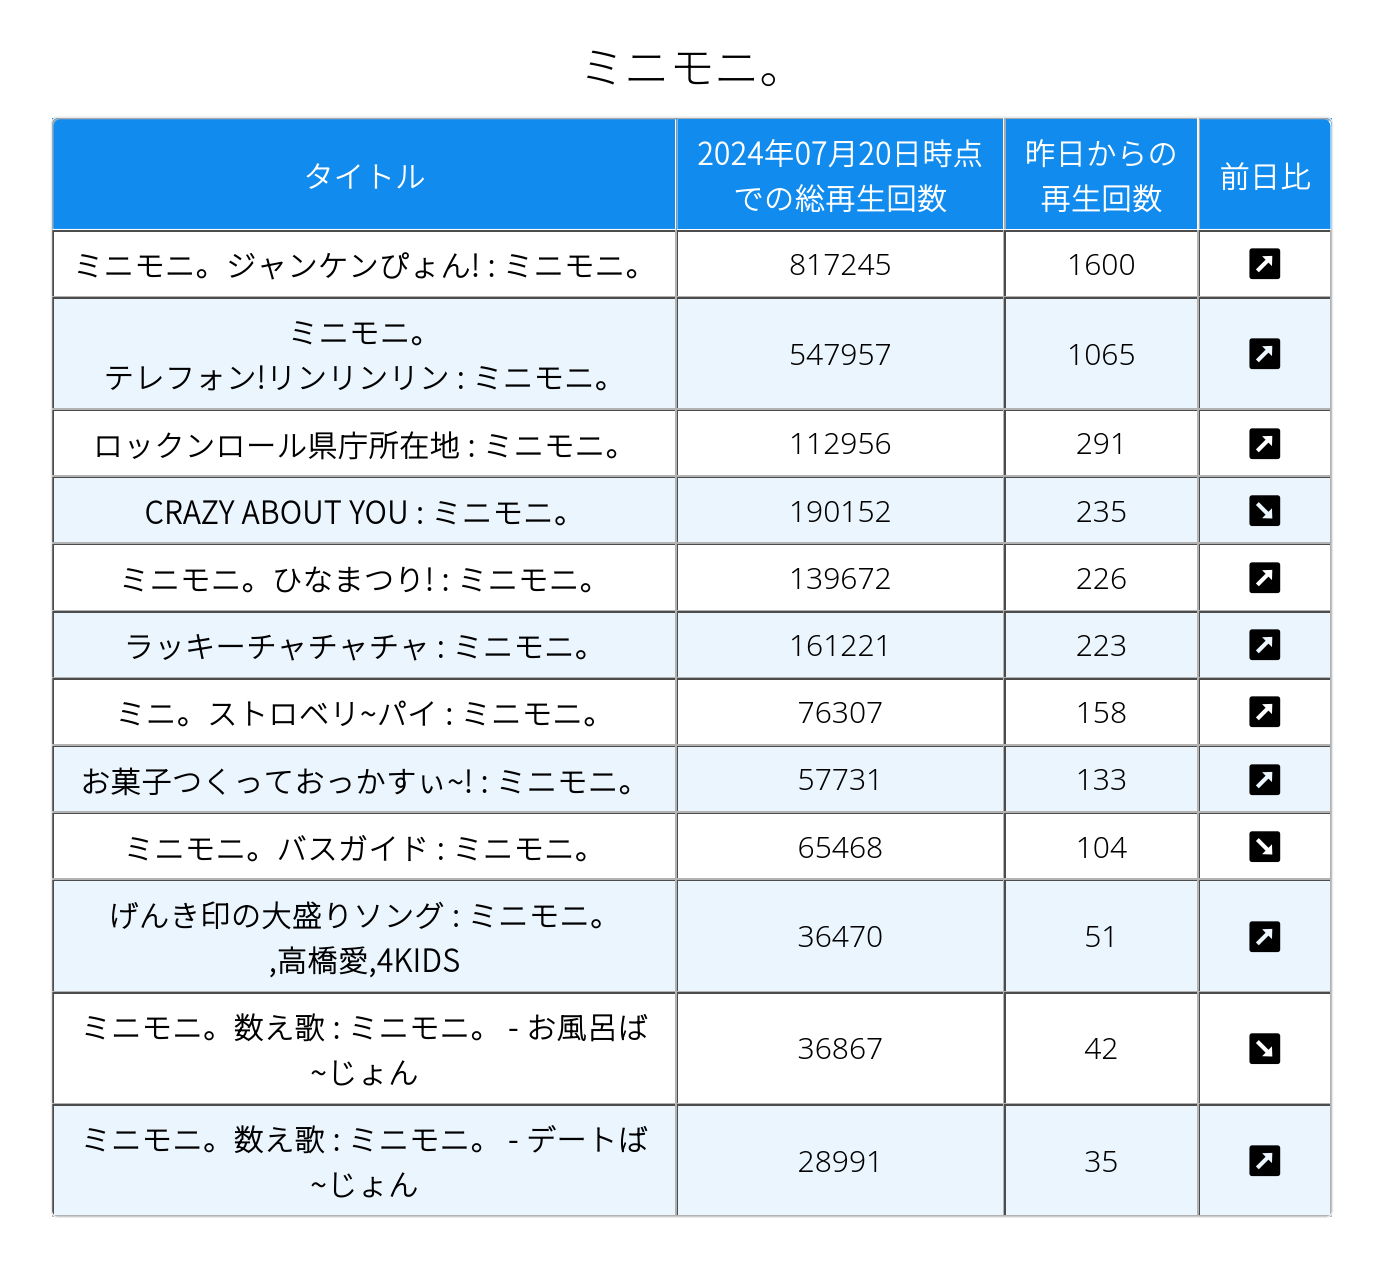 ミニモニ。
タイトル
2024年07月20日時点
での総再生回数
昨日からの
再生回数
前日比
ミニモニ。ジャンケンぴょん! : ミニモニ。
817245
1600
ミニモニ。
テレフォン!リンリンリン : ミニモニ。
547957
1065
ロックンロール県庁所在地 : ミニモニ。
112956
291
CRAZY ABOUT YOU : ミニモニ。
190152
235
ミニモニ。ひなまつり! : ミニモニ。
139672
226
ラッキーチャチャチャ : ミニモニ。
161221
223
ミニ。ストロベリ~パイ : ミニモニ。
76307
158
お菓子つくっておっかすぃ~! : ミニモニ。
57731
133
ミニモニ。バスガイド : ミニモニ。
65468
104
げんき印の大盛りソング : ミニモニ。
,高橋愛,4KIDS
36470
51
ミニモニ。数え歌 : ミニモニ。 - お風呂ば
~じょん
36867
42
ミニモニ。数え歌 : ミニモニ。 - デートば
~じょん
28991
35